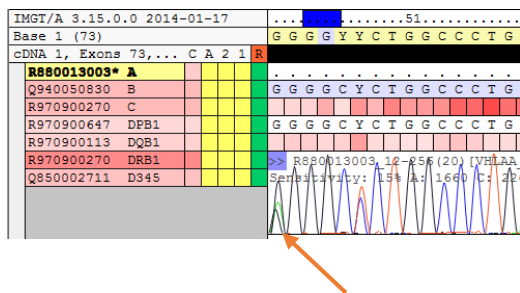 IMGT/A 3.15.0.0 2014-01-17 ....51..........
Base 1 (73) G G G G Y Y C T G G C C C T G
cDNA 1, Exons 73,... C A 2 1 R
R880013003* A . . . . . . . . . . . . . . .
Q940050830 B G G G G C Y C T G G C C C T G
R970900270 C
R970900647 DPB1 G G G G C Y C T G G C C C T G
R970900113 DQB1
R970900270 DRB1 >> R880013003_12-256(20) [VHLAA
Q850002711 D345 Sensitivity: 15% A: 1660 C: